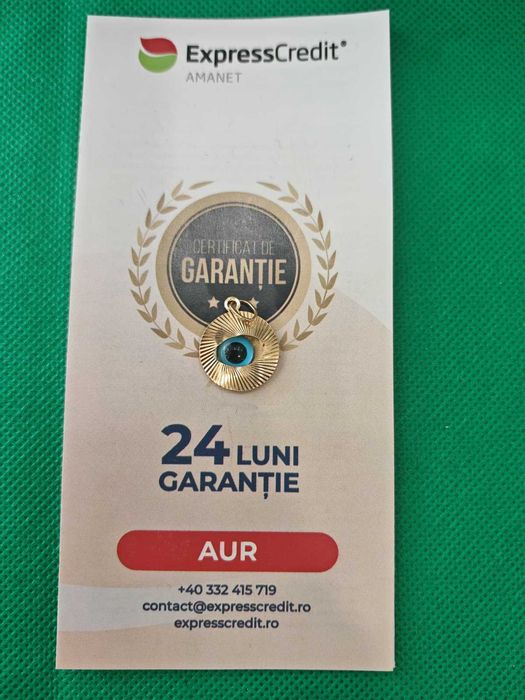 ExpressCredit®
AMANET
CERTIFICAT DE
GARANȚIE
24 LUNI
GARANȚIE
AUR
+40 332 415 719
contact@expresscredit.ro
expresscredit.ro